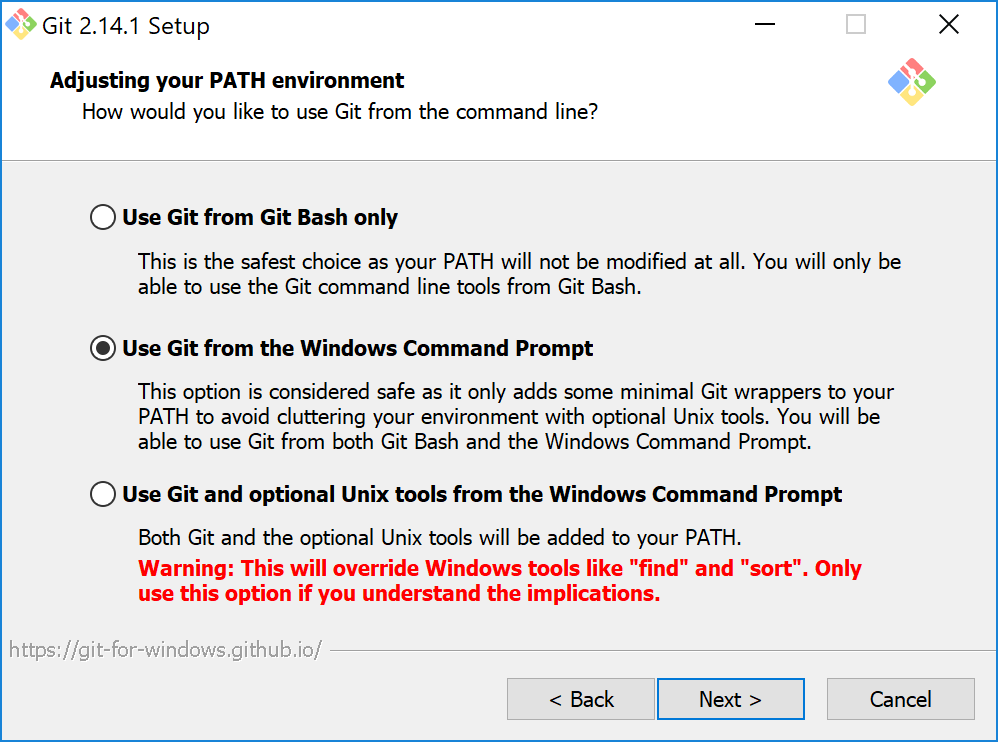 Git 2.14.1 Setup
Adjusting your PATH environment
How would you like to use Git from the command line?
Use Git from Git Bash only
This is the safest choice as your PATH will not be modified at all. You will only be
able to use the Git command line tools from Git Bash.
Use Git from the Windows Command Prompt
This option is considered safe as it only adds some minimal Git wrappers to your
PATH to avoid cluttering your environment with optional Unix tools. You will be
able to use Git from both Git Bash and the Windows Command Prompt.
Use Git and optional Unix tools from the Windows Command Prompt
Both Git and the optional Unix tools will be added to your PATH.
Warning: This will override Windows tools like "find" and "sort". Only
use this option if you understand the implications.
https://git-for-windows.github.io/
< Back Next > Cancel